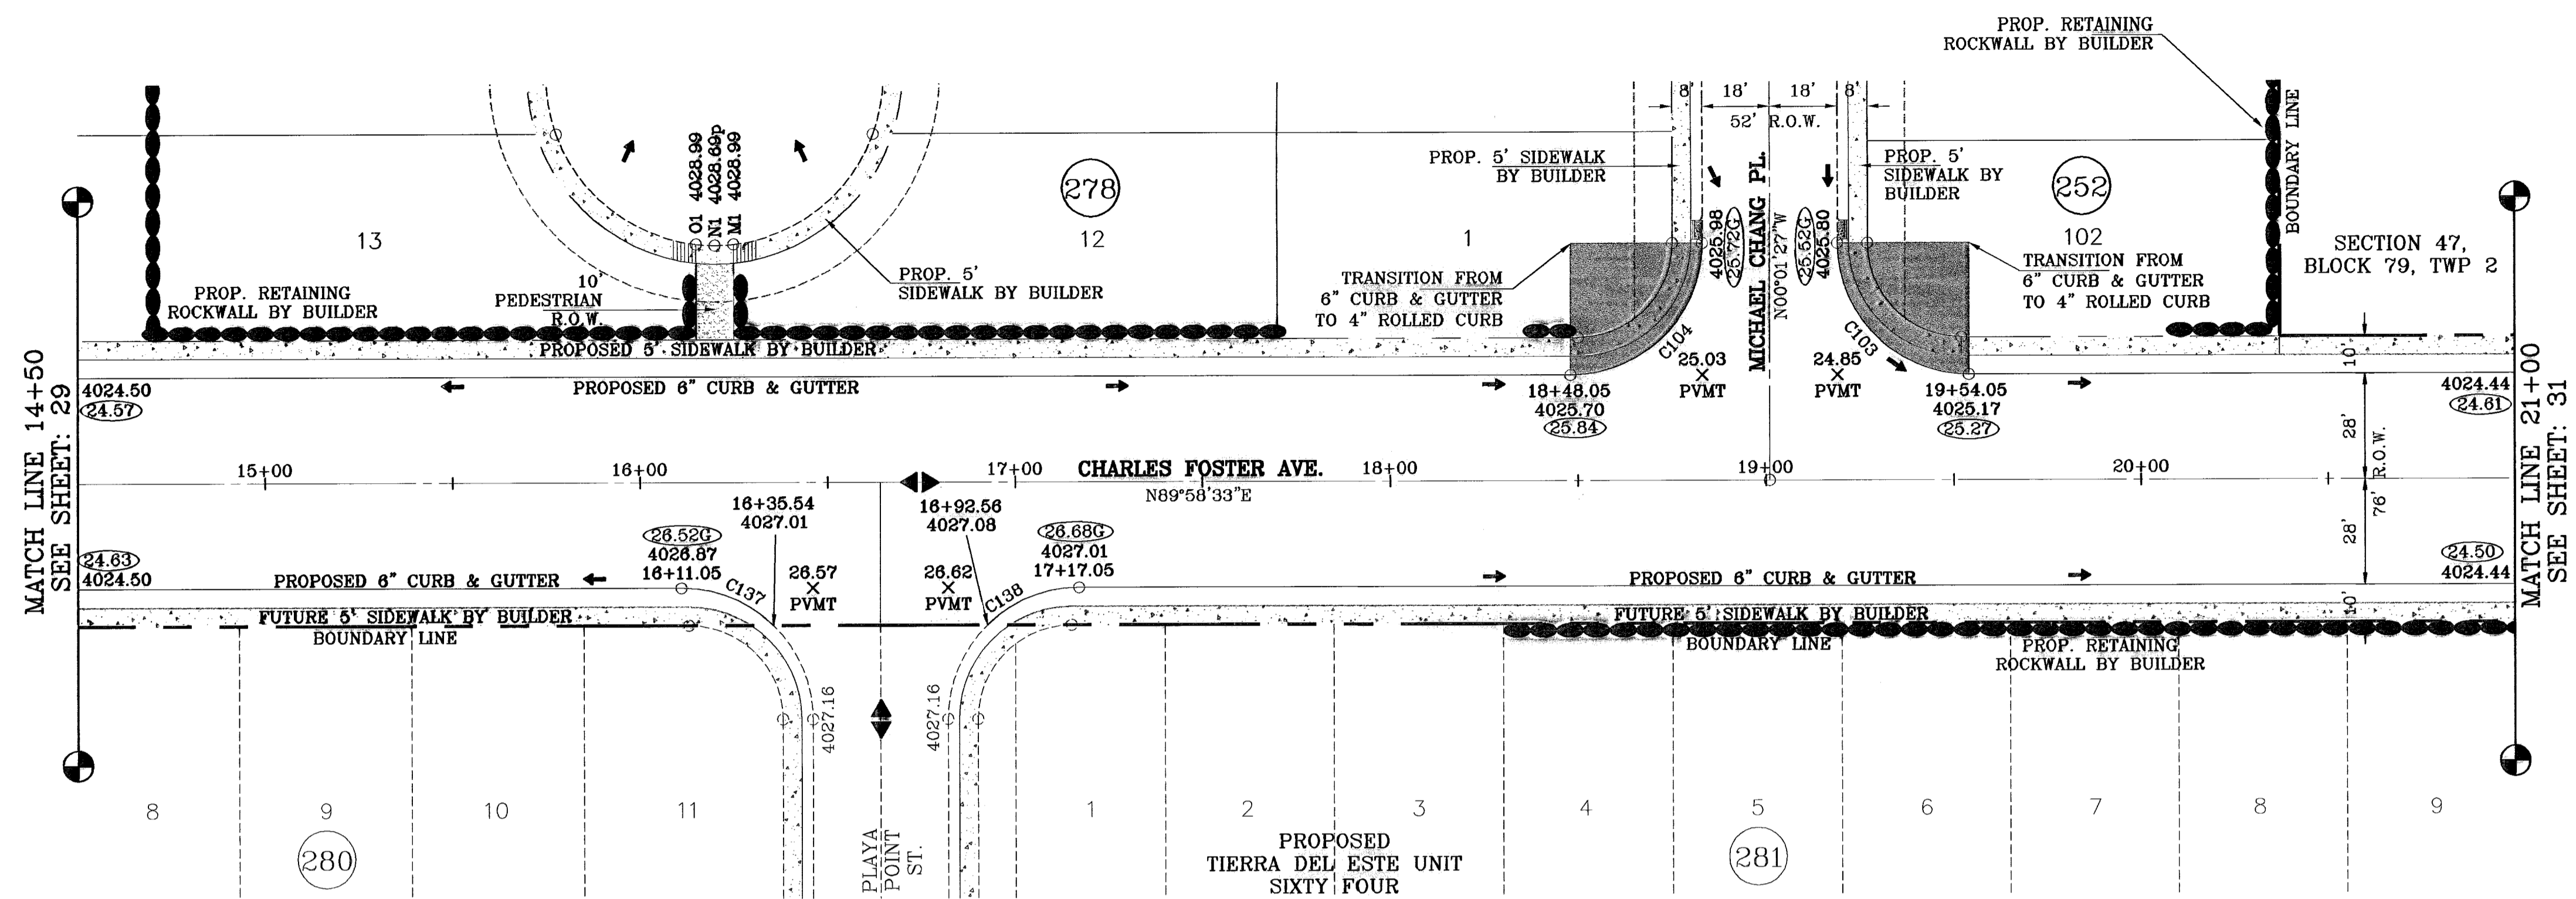 PROP. RETAINING
ROCKWALL BY BUILDER
BOUNDARY LINE
8'
18'
18'
8'
52' R.O.W.
O1 4028.99
N1 4028.69p
M1 4028.99
278
PROP. 5' SIDEWALK
BY BUILDER
MICHAEL CHANG PL.
N00°01'27"W
PROP. 5'
SIDEWALK BY
BUILDER
252
13
12
1
102
4025.98
25.72G
25.52G
4025.80
SECTION 47,
BLOCK 79, TWP 2
PROP. RETAINING
ROCKWALL BY BUILDER
10'
PEDESTRIAN
R.O.W.
PROP. 5'
SIDEWALK BY BUILDER
TRANSITION FROM
6" CURB & GUTTER
TO 4" ROLLED CURB
TRANSITION FROM
6" CURB & GUTTER
TO 4" ROLLED CURB
C104
C103
PROPOSED 5' SIDEWALK BY BUILDER
PROPOSED 6" CURB & GUTTER
MATCH LINE 14+50
SEE SHEET: 29
4024.50
24.57
18+48.05
4025.70
25.84
25.03
PVMT
24.85
PVMT
19+54.05
4025.17
25.27
4024.44
24.61
10'
28'
R.O.W.
76'
28'
10'
MATCH LINE 21+00
SEE SHEET: 31
15+00
16+00
17+00
CHARLES FOSTER AVE.
N89°58'33"E
18+00
19+00
20+00
16+35.54
4027.01
16+92.56
4027.08
26.52G
4026.87
16+11.05
26.68G
4027.01
17+17.05
24.63
4024.50
24.50
4024.44
PROPOSED 6" CURB & GUTTER
C137
26.57
PVMT
26.62
PVMT
C138
PROPOSED 6" CURB & GUTTER
FUTURE 5' SIDEWALK BY BUILDER
BOUNDARY LINE
FUTURE 5' SIDEWALK BY BUILDER
BOUNDARY LINE
PROP. RETAINING
ROCKWALL BY BUILDER
4027.16
4027.16
8
9
10
11
1
2
3
4
5
6
7
8
9
280
PLAYA
POINT
ST.
PROPOSED
TIERRA DEL ESTE UNIT
SIXTY FOUR
281